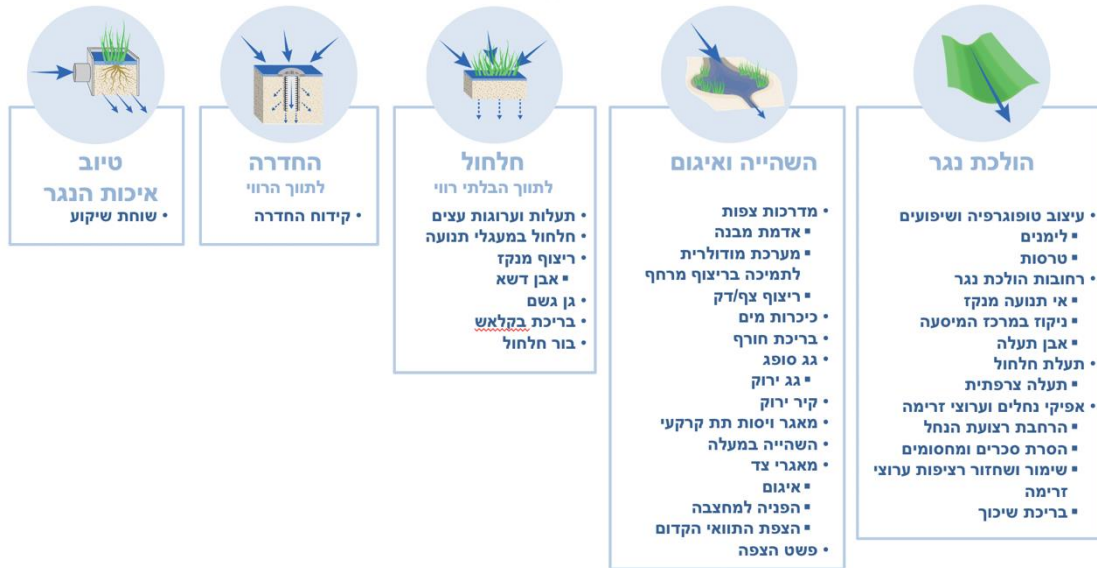 הולכת נגר
• עיצוב טופוגרפיה ושיפועים
▪ לימנים
▪ טרסות
• רחובות הולכת נגר
▪ אי תנועה מנקז
▪ ניקוז במרכז המיסעה
▪ אבן תעלה
• תעלת חלחול
▪ תעלה צרפתית
• אפיקי נחלים וערוצי זרימה
▪ הרחבת רצועת הנחל
▪ הסרת סכרים ומחסומים
▪ שימור ושחזור רציפות ערוצי
זרימה
▪ בריכת שיכוך
השהייה ואיגום
• מדרכות צפות
▪ אדמת מבנה
▪ מערכת מודולרית
לתמיכה בריצוף מרחף
▪ ריצוף צף/דק
• כיכרות מים
• בריכת חורף
• גג סופג
▪ גג ירוק
• קיר ירוק
• מאגר ויסות תת קרקעי
• השהייה במעלה
• מאגרי צד
▪ איגום
▪ הפניה למחצבה
▪ הצפת התוואי הקדום
• פשט הצפה
חלחול
לתווך הבלתי רווי
• תעלות וערוגות עצים
• חלחול במעגלי תנועה
• ריצוף מנקז
▪ אבן דשא
• גן גשם
• בריכת בקלאש
• בור חלחול
החדרה
לתווך הרווי
• קידוח החדרה
טיוב
איכות הנגר
• שוחת שיקוע